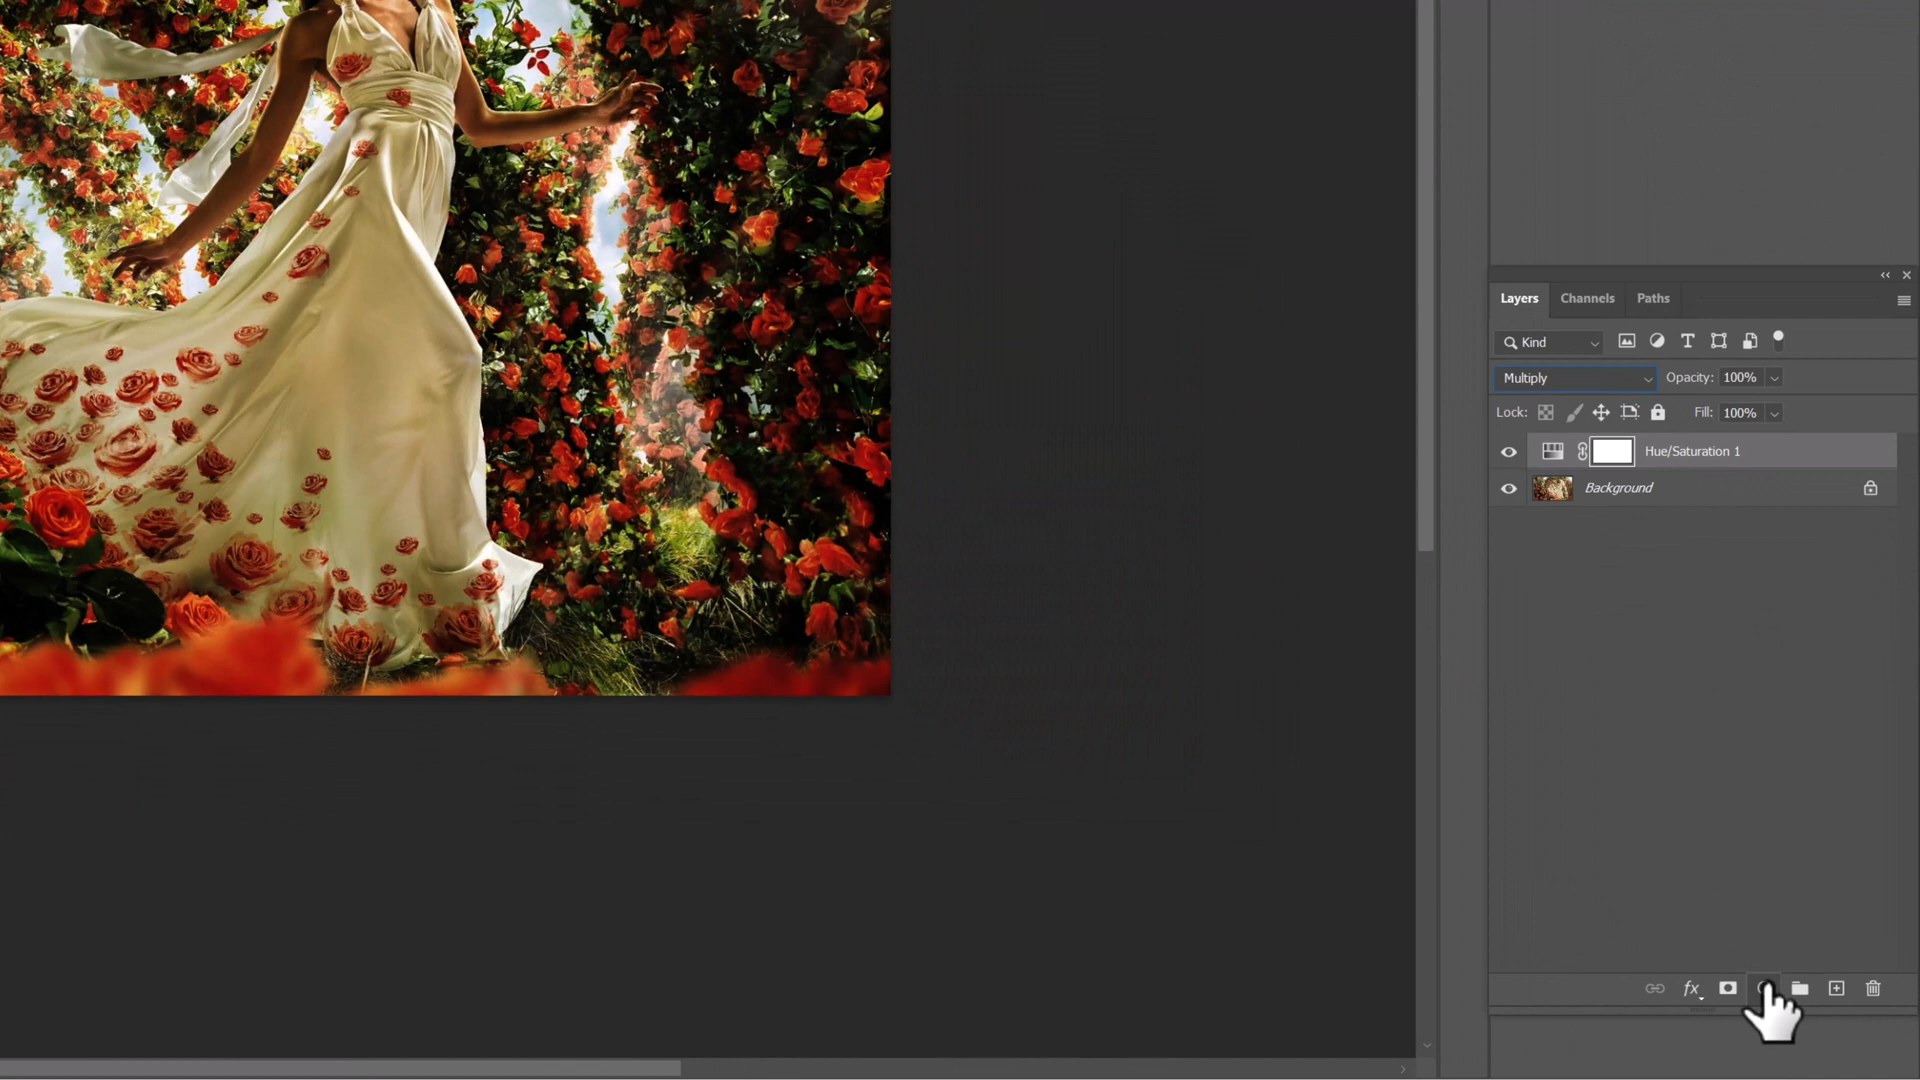 Layers Channels Paths
Kind
Multiply Opacity: 100%
Lock: Fill: 100%
Hue/Saturation 1
Background
fx